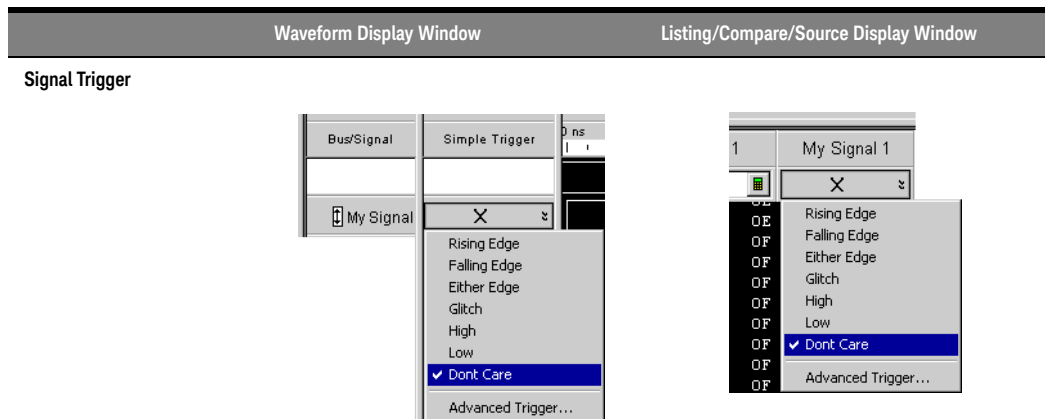 Waveform Display Window
Listing/Compare/Source Display Window
Signal Trigger
Bus/Signal
Simple Trigger
0 ns
My Signal
X
Rising Edge
Falling Edge
Either Edge
Glitch
High
Low
✔ Dont Care
Advanced Trigger...
1
My Signal 1
X
0E
0E
0F
0F
0F
0F
0F
0F
0F
0F
Rising Edge
Falling Edge
Either Edge
Glitch
High
Low
✔ Dont Care
Advanced Trigger...